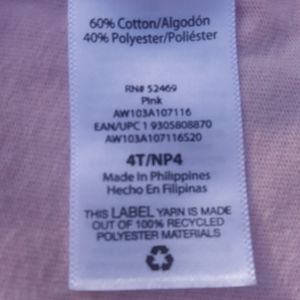 60% Cotton/Algodón
40% Polyester/Poliéster
RN# 52469
Pink
AW103A107116
EAN/UPC 1 9305808870
AW103A107116520
4T/NP4
Made In Philippines
Hecho En Filipinas
THIS LABEL YARN IS MADE
OUT OF 100% RECYCLED
POLYESTER MATERIALS